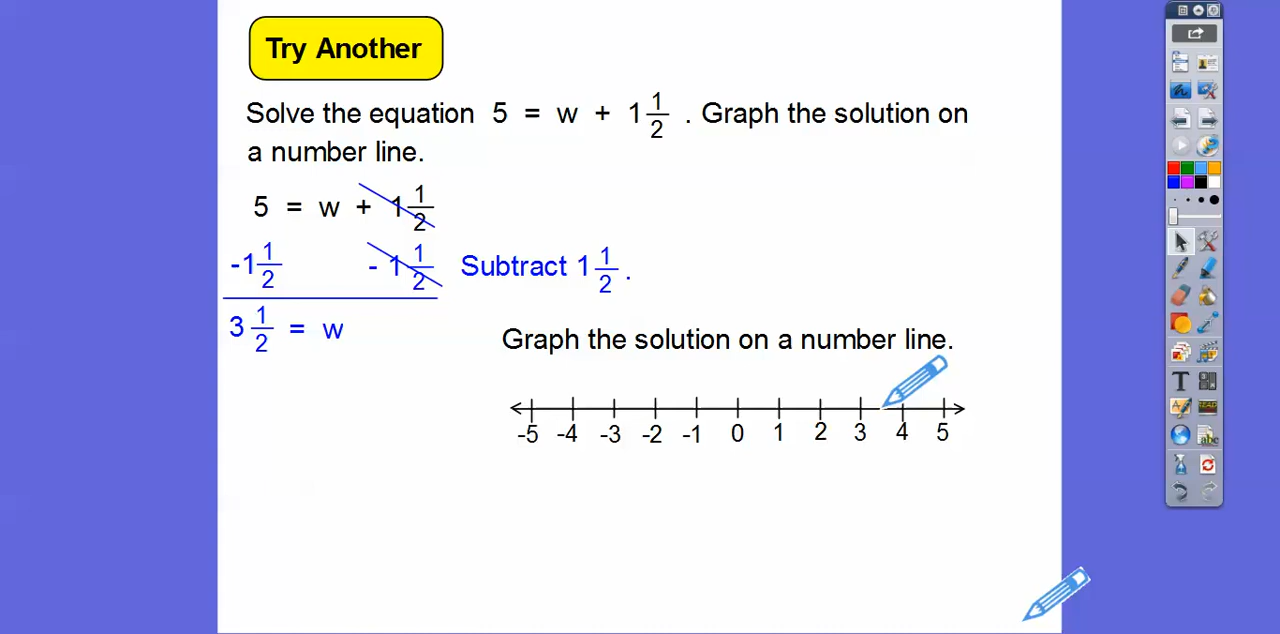 Try Another
Solve the equation 5 = w + 1 1/2 . Graph the solution on
a number line.
5 = w + 1 1/2
-1 1/2 - 1 1/2 Subtract 1 1/2 .
3 1/2 = w
Graph the solution on a number line.
-5 -4 -3 -2 -1 0 1 2 3 4 5